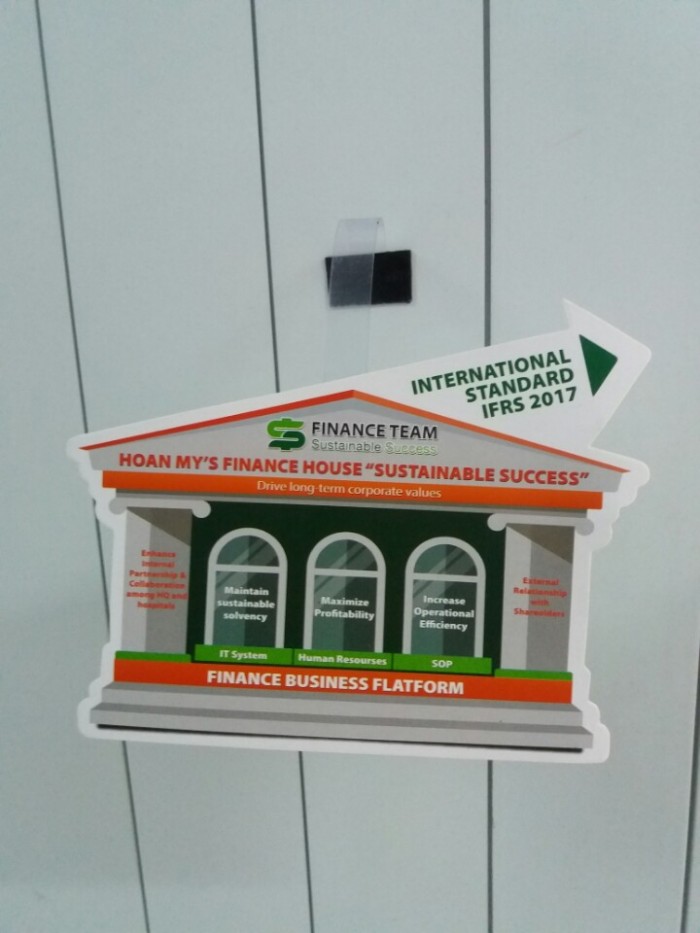 INTERNATIONAL
STANDARD
IFRS 2017
FINANCE TEAM
Sustainable Success
HOAN MY'S FINANCE HOUSE “SUSTAINABLE SUCCESS”
Drive long-term corporate values
Enhance
Internal
Partnership &
Collaboration
among HO and
hospitals
Maintain
sustainable
solvency
Maximize
Profitability
Increase
Operational
Efficiency
External
Relationship
with
Shareholders
IT System
Human Resourses
SOP
FINANCE BUSINESS FLATFORM